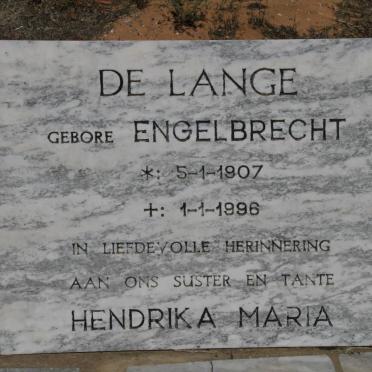 DE LANGE
GEBORE ENGELBRECHT
*: 5-1-1907
+: 1-1-1996
IN LIEFDEVOLLE HERINNERING
AAN ONS SUSTER EN TANTE
HENDRIKA MARIA